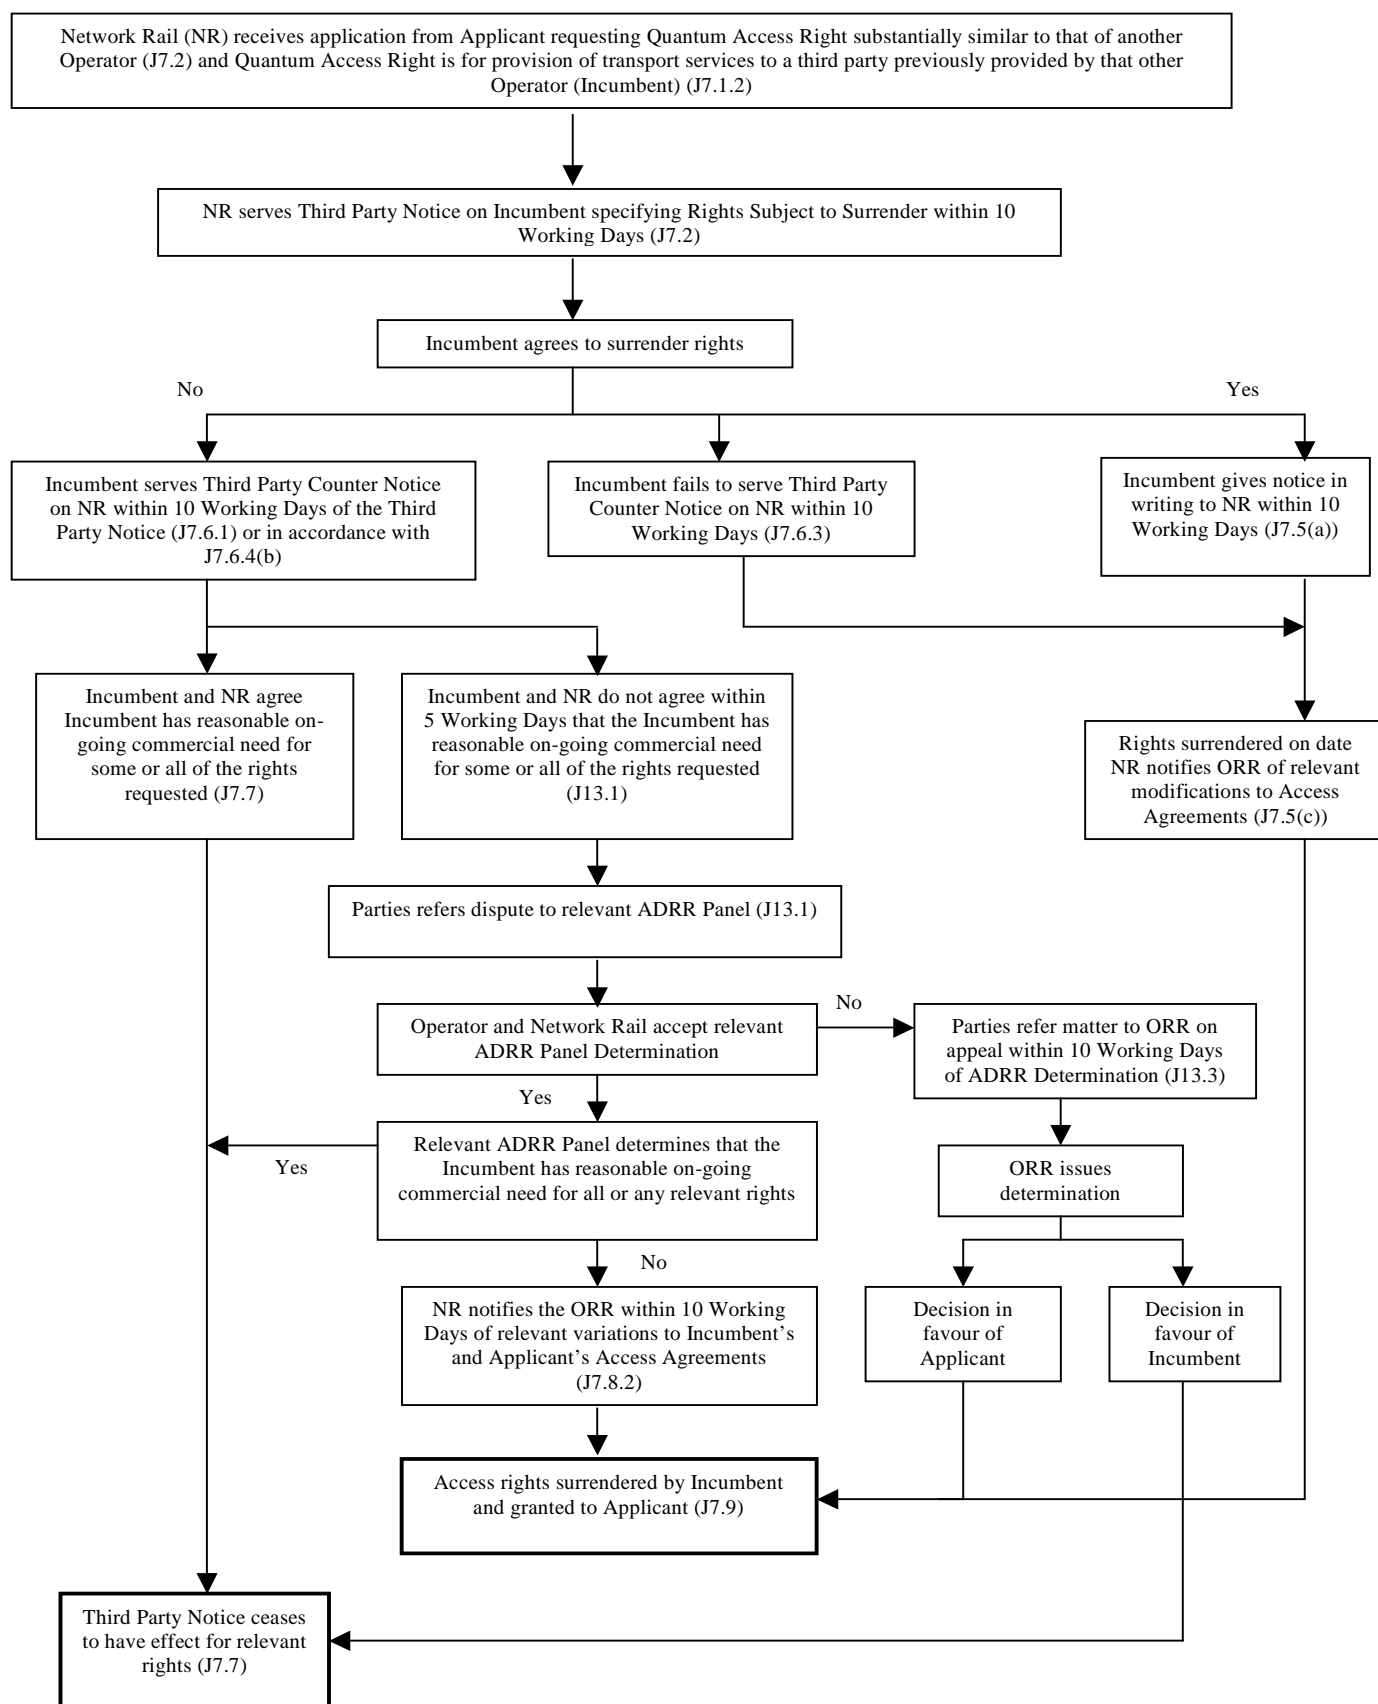 Network Rail (NR) receives application from Applicant requesting Quantum Access Right substantially similar to that of another
Operator (J7.2) and Quantum Access Right is for provision of transport services to a third party previously provided by that other
Operator (Incumbent) (J7.1.2)
NR serves Third Party Notice on Incumbent specifying Rights Subject to Surrender within 10
Working Days (J7.2)
Incumbent agrees to surrender rights
No
Yes
Incumbent serves Third Party Counter Notice
on NR within 10 Working Days of the Third
Party Notice (J7.6.1) or in accordance with
J7.6.4(b)
Incumbent fails to serve Third Party
Counter Notice on NR within 10
Working Days (J7.6.3)
Incumbent gives notice in
writing to NR within 10
Working Days (J7.5(a))
Incumbent and NR agree
Incumbent has reasonable on-
going commercial need for
some or all of the rights
requested (J7.7)
Incumbent and NR do not agree within
5 Working Days that the Incumbent has
reasonable on-going commercial need
for some or all of the rights requested
(J13.1)
Rights surrendered on date
NR notifies ORR of relevant
modifications to Access
Agreements (J7.5(c))
Parties refers dispute to relevant ADRR Panel (J13.1)
Operator and Network Rail accept relevant
ADRR Panel Determination
No
Parties refer matter to ORR on
appeal within 10 Working Days
of ADRR Determination (J13.3)
Yes
Relevant ADRR Panel determines that the
Incumbent has reasonable on-going
commercial need for all or any relevant rights
Yes
ORR issues
determination
No
NR notifies the ORR within 10 Working
Days of relevant variations to Incumbent’s
and Applicant’s Access Agreements
(J7.8.2)
Decision in
favour of
Applicant
Decision in
favour of
Incumbent
Access rights surrendered by Incumbent
and granted to Applicant (J7.9)
Third Party Notice ceases
to have effect for relevant
rights (J7.7)